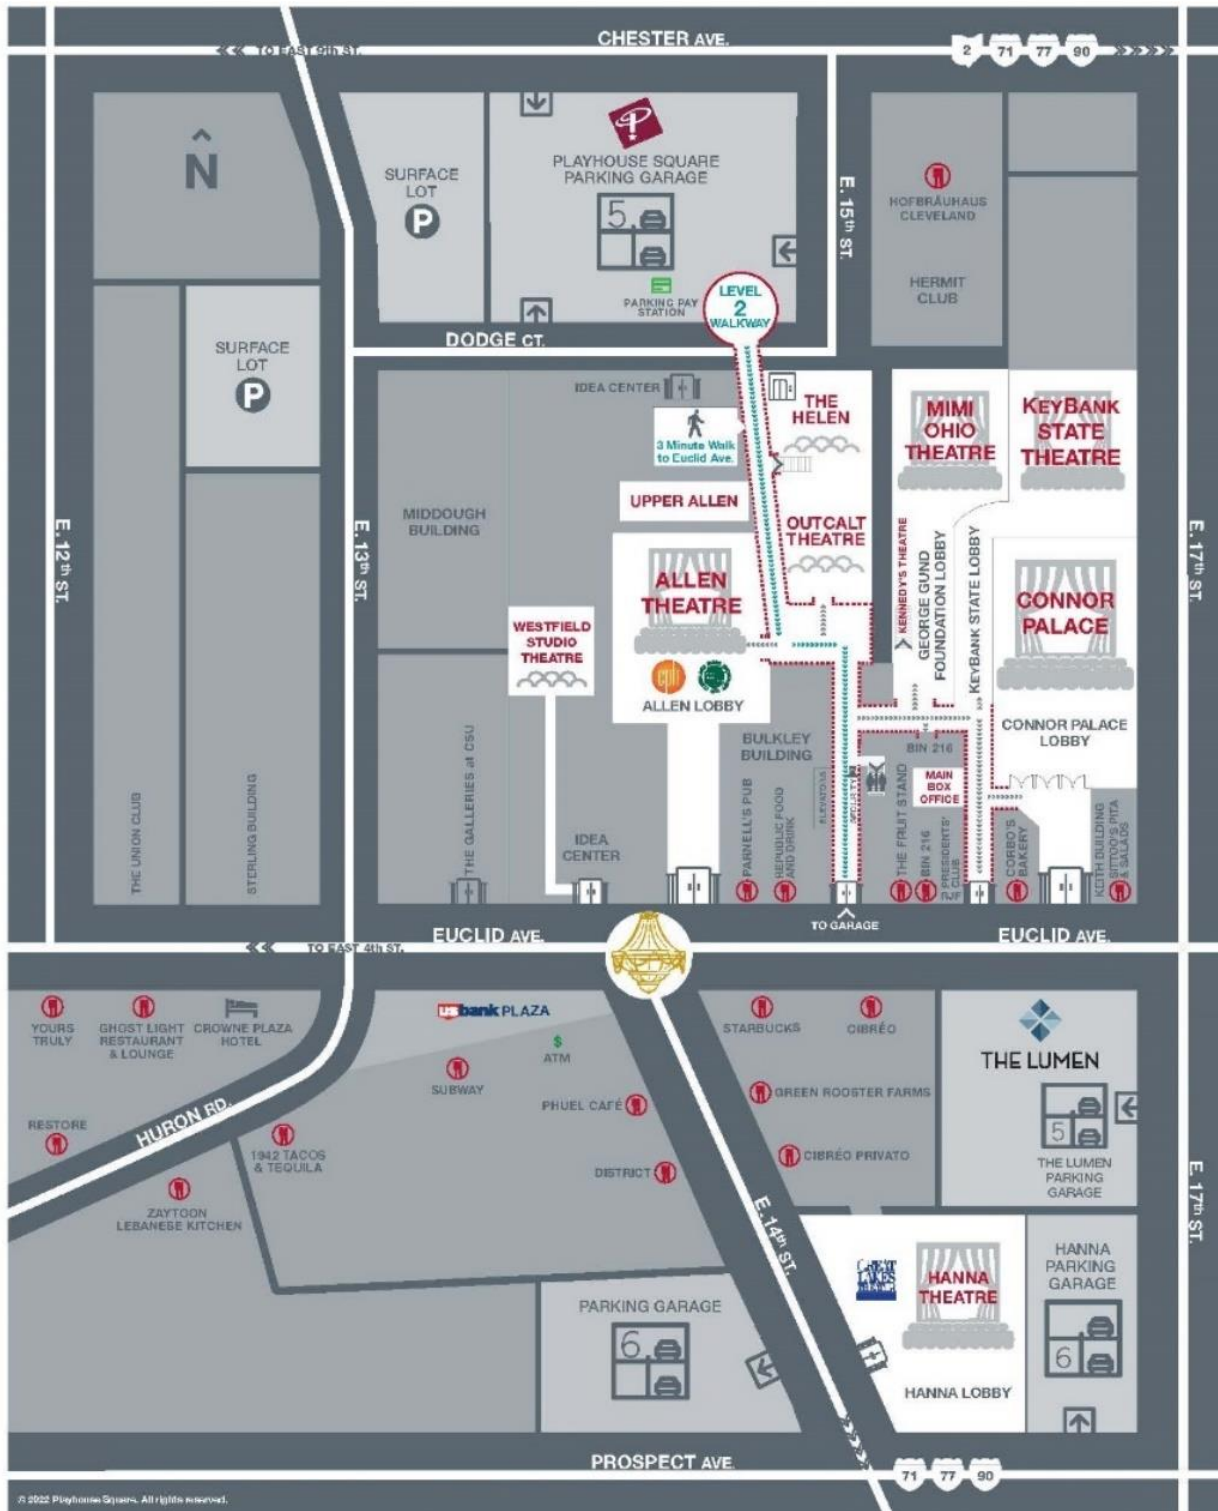 CHESTER AVE.
TO EAST 9th ST.
2 71 77 90
N
SURFACE
LOT
P
PLAYHOUSE SQUARE
PARKING GARAGE
5
PARKING PAY
STATION
E. 15th ST.
HOFBRÄUHAUS
CLEVELAND
HERMIT
CLUB
LEVEL
2
WALKWAY
DODGE CT.
SURFACE
LOT
P
IDEA CENTER
3 Minute Walk
to Euclid Ave.
THE
HELEN
MIMI
OHIO
THEATRE
KEYBANK
STATE
THEATRE
UPPER ALLEN
MIDDOUGH
BUILDING
OUTCALT
THEATRE
E. 12th ST.
E. 13th ST.
E. 17th ST.
ALLEN
THEATRE
KENNEDY'S THEATRE
GEORGE GUND
FOUNDATION LOBBY
KEYBANK STATE LOBBY
CONNOR
PALACE
WESTFIELD
STUDIO
THEATRE
cph
ALLEN LOBBY
CONNOR PALACE
LOBBY
BULKLEY
BUILDING
BIN 216
MAIN
BOX
OFFICE
THE UNION CLUB
STERLING BUILDING
THE GALLERIES at CSU
IDEA
CENTER
PARNELL'S PUB
REPUBLIC FOOD
AND DRINK
ELEVATORS
SECURITY
THE FRUIT STAND
BIN 216
PRESIDENTS'
CLUB
CORBO'S
BAKERY
KEITH BUILDING
SITTOO'S PITA
& SALADS
TO GARAGE
EUCLID AVE.
EUCLID AVE.
TO EAST 4th ST.
YOURS
TRULY
GHOST LIGHT
RESTAURANT
& LOUNGE
CROWNE PLAZA
HOTEL
usbank PLAZA
$
ATM
SUBWAY
STARBUCKS
CIBRÉO
THE LUMEN
PHUEL CAFÉ
GREEN ROOSTER FARMS
RESTORE
HURON RD.
1942 TACOS
& TEQUILA
DISTRICT
CIBRÉO PRIVATO
5
THE LUMEN
PARKING
GARAGE
ZAYTOON
LEBANESE KITCHEN
E. 14th ST.
E. 17th ST.
GREAT
LAKES
HANNA
THEATRE
HANNA
PARKING
GARAGE
6
PARKING GARAGE
6
HANNA LOBBY
PROSPECT AVE.
71 77 90
© 2022 Playhouse Square. All rights reserved.